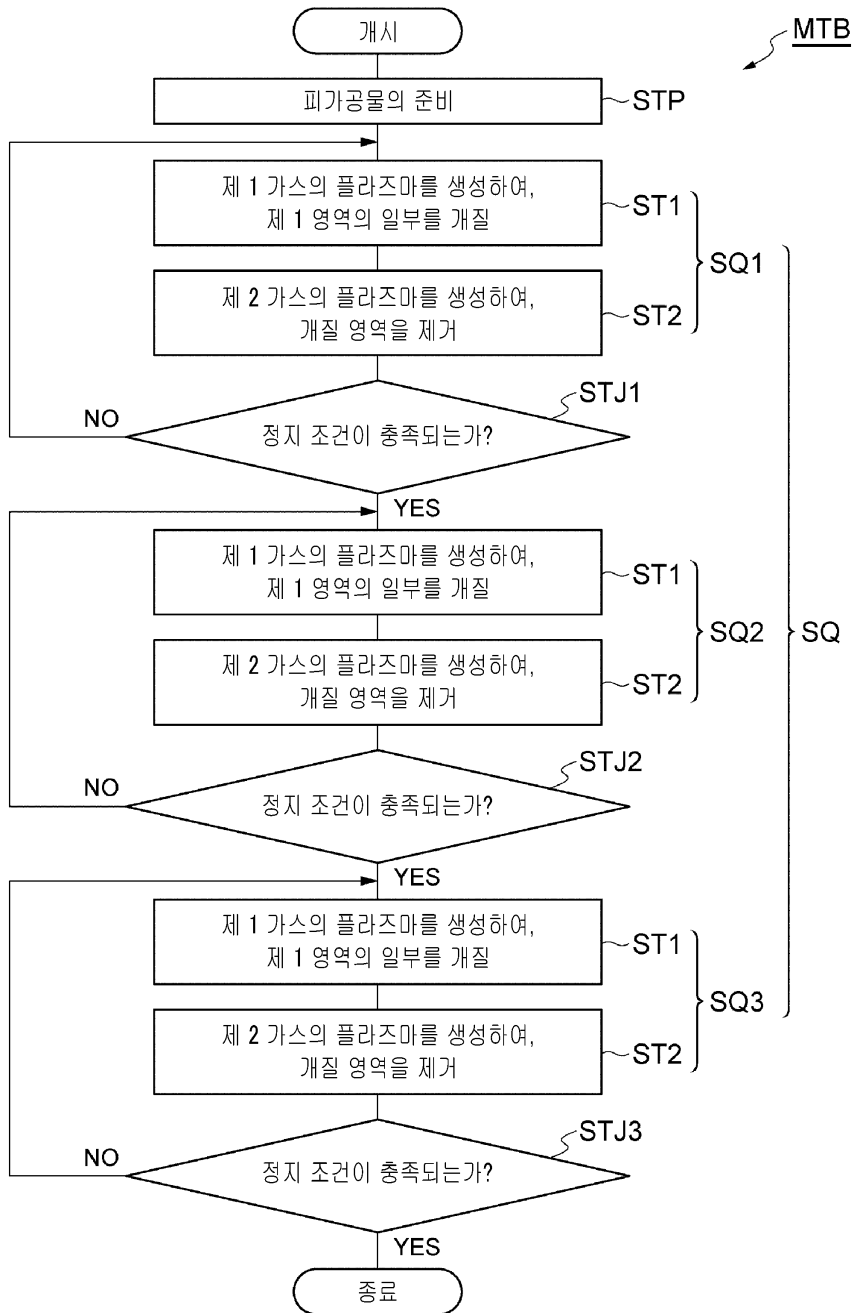 개시
MTB
피가공물의 준비
STP
제 1 가스의 플라즈마를 생성하여,
제 1 영역의 일부를 개질
ST1
SQ1
제 2 가스의 플라즈마를 생성하여,
개질 영역을 제거
ST2
STJ1
NO
정지 조건이 충족되는가?
YES
제 1 가스의 플라즈마를 생성하여,
제 1 영역의 일부를 개질
ST1
SQ2
SQ
제 2 가스의 플라즈마를 생성하여,
개질 영역을 제거
ST2
STJ2
NO
정지 조건이 충족되는가?
YES
제 1 가스의 플라즈마를 생성하여,
제 1 영역의 일부를 개질
ST1
SQ3
제 2 가스의 플라즈마를 생성하여,
개질 영역을 제거
ST2
STJ3
NO
정지 조건이 충족되는가?
YES
종료